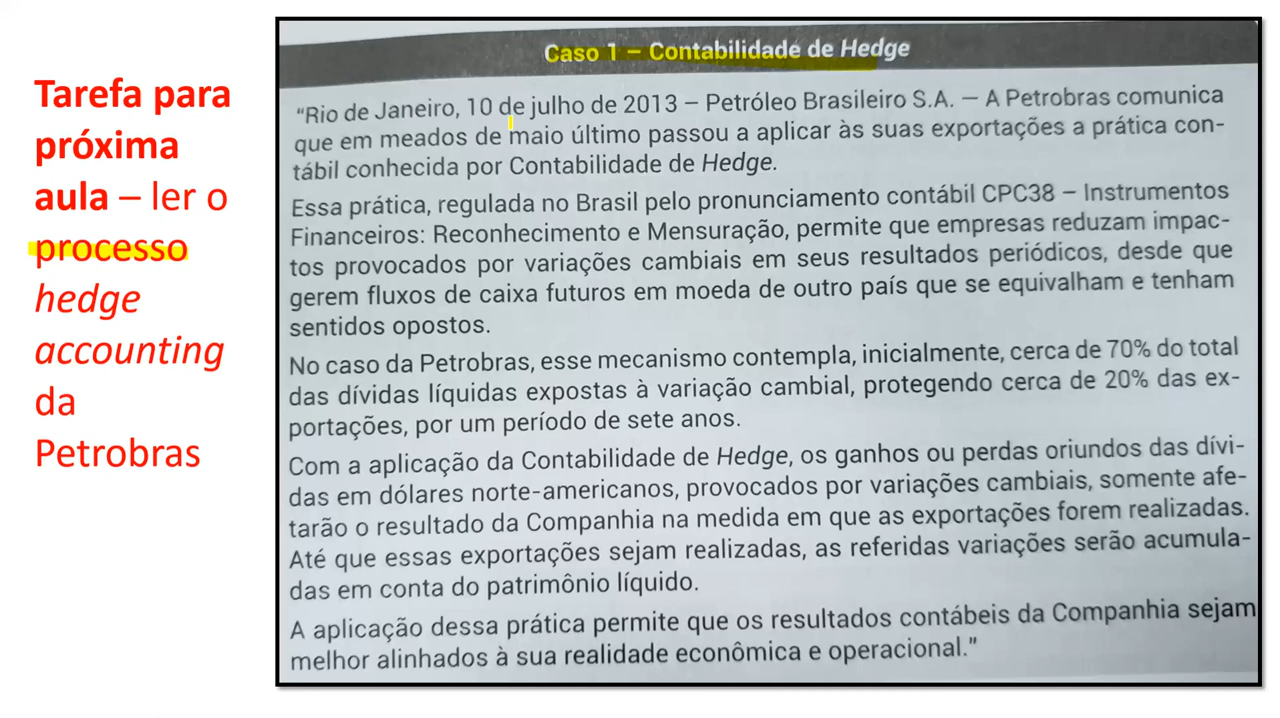 Tarefa para
próxima
aula – ler o
processo
hedge
accounting
da
Petrobras
Caso 1 – Contabilidade de Hedge
“Rio de Janeiro, 10 de julho de 2013 – Petróleo Brasileiro S.A. – A Petrobras comunica
que em meados de maio último passou a aplicar às suas exportações a prática con-
tábil conhecida por Contabilidade de Hedge.
Essa prática, regulada no Brasil pelo pronunciamento contábil CPC38 – Instrumentos
Financeiros: Reconhecimento e Mensuração, permite que empresas reduzam impac-
tos provocados por variações cambiais em seus resultados periódicos, desde que
gerem fluxos de caixa futuros em moeda de outro país que se equivalham e tenham
sentidos opostos.
No caso da Petrobras, esse mecanismo contempla, inicialmente, cerca de 70% do total
das dívidas líquidas expostas à variação cambial, protegendo cerca de 20% das ex-
portações, por um período de sete anos.
Com a aplicação da Contabilidade de Hedge, os ganhos ou perdas oriundos das dívi-
das em dólares norte-americanos, provocados por variações cambiais, somente afe-
tarão o resultado da Companhia na medida em que as exportações forem realizadas.
Até que essas exportações sejam realizadas, as referidas variações serão acumula-
das em conta do patrimônio líquido.
A aplicação dessa prática permite que os resultados contábeis da Companhia sejam
melhor alinhados à sua realidade econômica e operacional.”